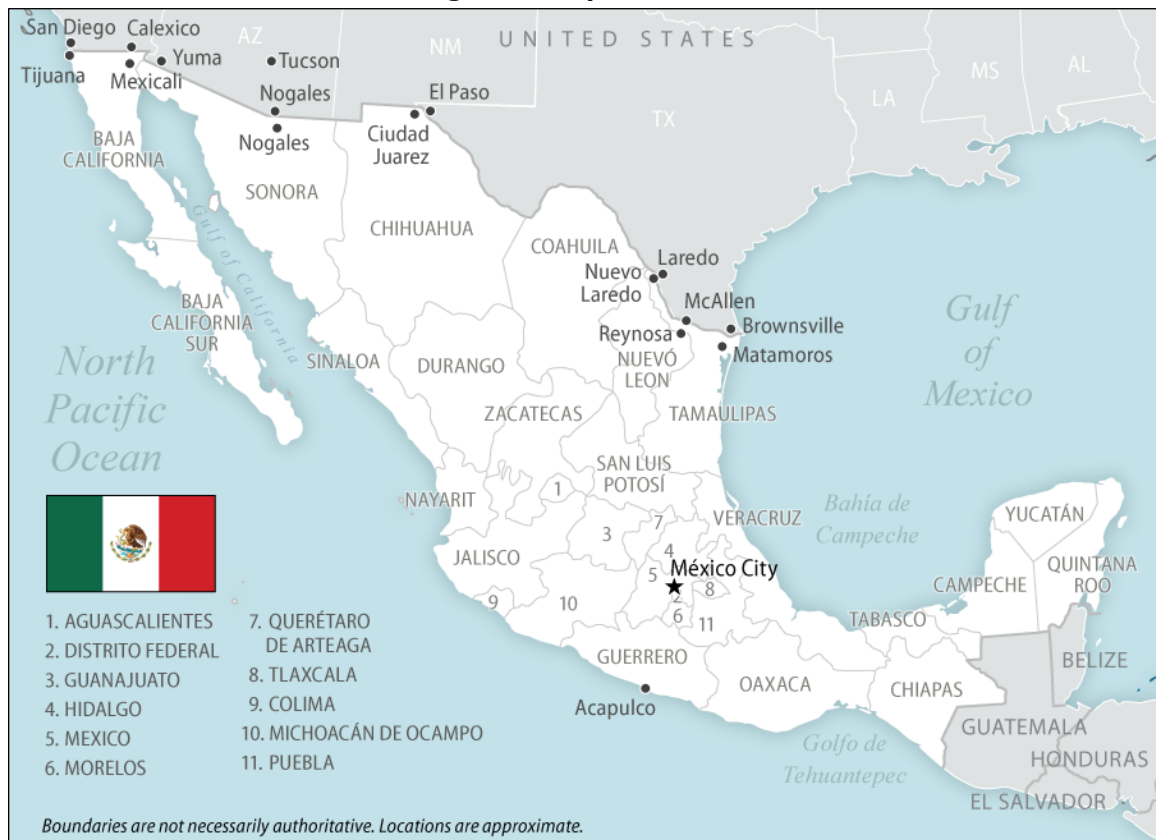 San Diego
Calexico
Tijuana
Mexicali
Yuma
AZ
Tucson
Nogales
Nogales
NM
UNITED STATES
El Paso
Ciudad
Juarez
TX
LA
MS
AL
BAJA
CALIFORNIA
SONORA
CHIHUAHUA
COAHUILA
Gulf of California
BAJA
CALIFORNIA
SUR
Nuevo
Laredo
Laredo
McAllen
Reynosa
Brownsville
Matamoros
NUEVÓ
LEON
Gulf
of
Mexico
North
Pacific
Ocean
SINALOA
DURANGO
ZACATECAS
TAMAULIPAS
SAN LUIS
POTOSÍ
NAYARIT
1
3
7
4
5
2
6
8
11
9
10
VERACRUZ
México City
JALISCO
Bahía de
Campeche
YUCATÁN
QUINTANA
ROO
CAMPECHE
TABASCO
GUERRERO
Acapulco
OAXACA
CHIAPAS
Golfo de
Tehuantepec
BELIZE
GUATEMALA
HONDURAS
EL SALVADOR
1. AGUASCALIENTES
2. DISTRITO FEDERAL
3. GUANAJUATO
4. HIDALGO
5. MEXICO
6. MORELOS
7. QUERÉTARO
DE ARTEAGA
8. TLAXCALA
9. COLIMA
10. MICHOACÁN DE OCAMPO
11. PUEBLA
Boundaries are not necessarily authoritative. Locations are approximate.